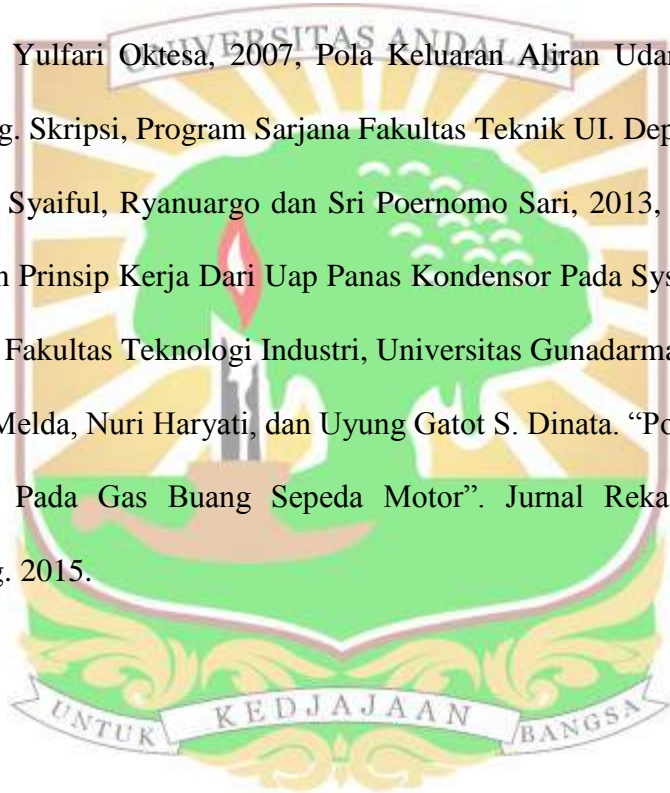 UNIVERSITAS ANDALAS
Yulfari Oktesa, 2007, Pola Keluaran Aliran Udar
g. Skripsi, Program Sarjana Fakultas Teknik UI. Dep
Syaiful, Ryanuargo dan Sri Poernomo Sari, 2013,
n Prinsip Kerja Dari Uap Panas Kondensor Pada Sys
Fakultas Teknologi Industri, Universitas Gunadarma
Melda, Nuri Haryati, dan Uyung Gatot S. Dinata. “Po
Pada Gas Buang Sepeda Motor”. Jurnal Reka
g. 2015.
UNTUK KEDJAJAAN BANGSA